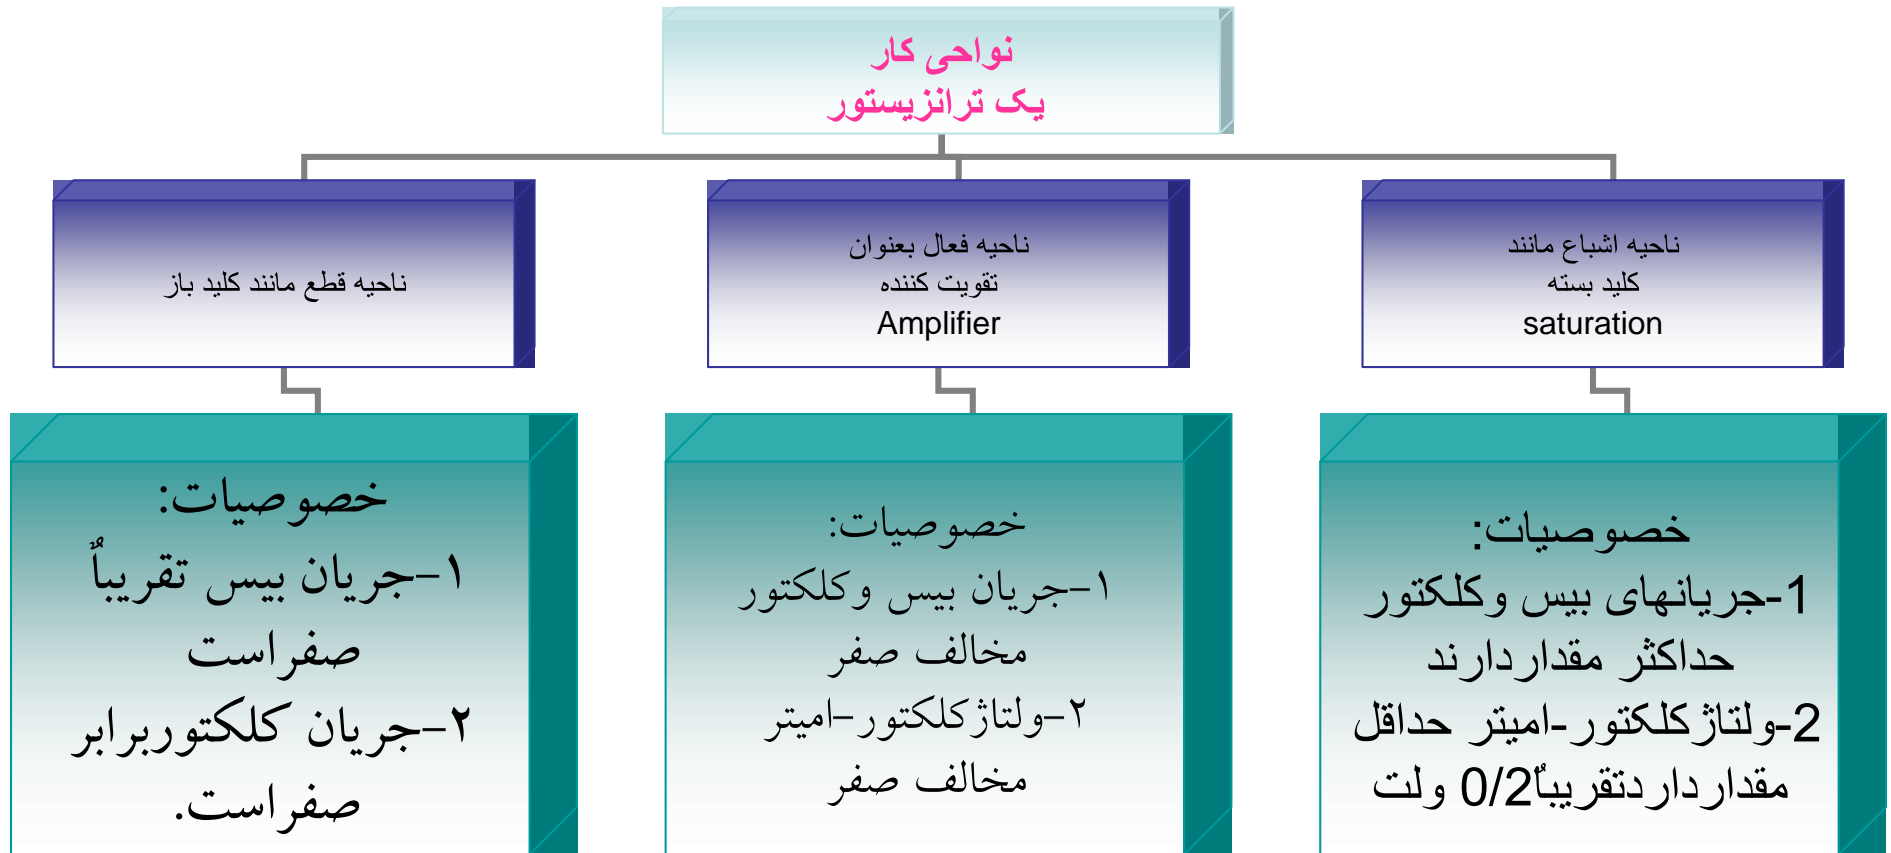 نواحی کار
یک ترانزیستور
ناحیه اشباع مانند
کلید بسته
saturation
ناحیه فعال بعنوان
تقویت کننده
Amplifier
ناحیه قطع مانند کلید باز
خصوصیات:
1-جریانهای بیس وکلکتور
حداکثر مقداردارند
2-ولتاژکلکتور-امیتر حداقل
مقدارداردتقریباٌ0/2 ولت
خصوصیات:
۱-جریان بیس وکلکتور
مخالف صفر
۲-ولتاژکلکتور-امیتر
مخالف صفر
خصوصیات:
۱-جریان بیس تقریباٌ
صفراست
۲-جریان کلکتوربرابر
صفراست.